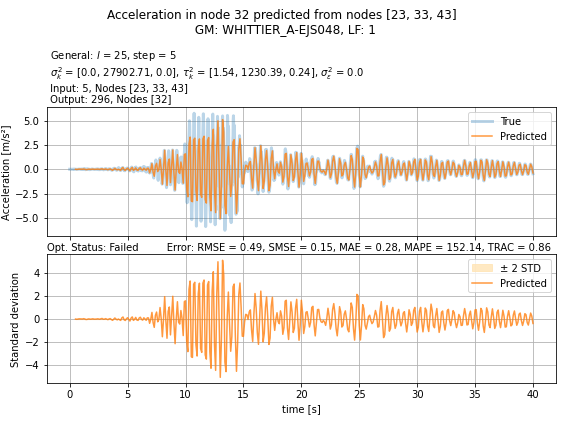 Acceleration in node 32 predicted from nodes [23, 33, 43]
GM: WHITTIER_A-EJS048, LF: 1
General: l = 25, step = 5
σ²ₖ = [0.0, 27902.71, 0.0], τ²ₖ = [1.54, 1230.39, 0.24], σ²ε = 0.0
Input: 5, Nodes [23, 33, 43]
Output: 296, Nodes [32]
5.0
2.5
0.0
−2.5
−5.0
Acceleration [m/s²]
True
Predicted
Opt. Status: Failed Error: RMSE = 0.49, SMSE = 0.15, MAE = 0.28, MAPE = 152.14, TRAC = 0.86
4
2
0
−2
−4
Standard deviation
± 2 STD
Predicted
0 5 10 15 20 25 30 35 40
time [s]